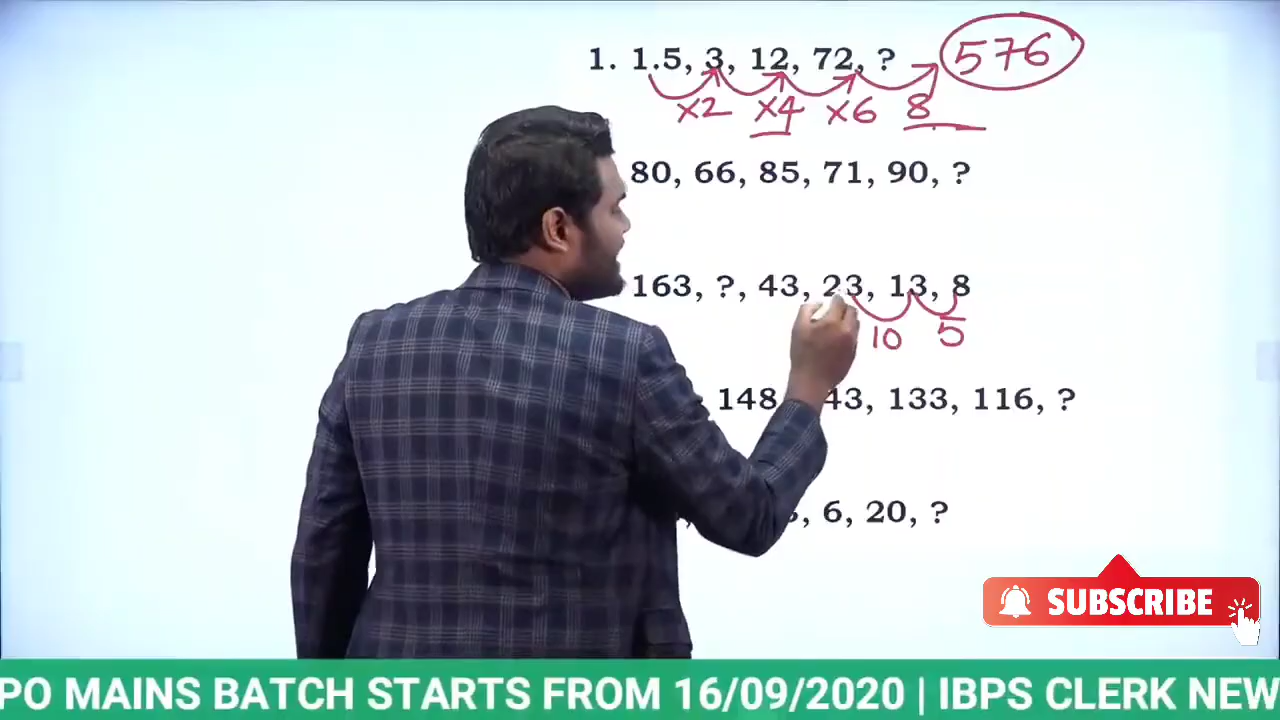 1. 1.5, 3, 12, 72, ? 576
×2 ×4 ×6 8
80, 66, 85, 71, 90, ?
163, ?, 43, 23, 13, 8
10 5
148, 43, 133, 116, ?
6, 20, ?
SUBSCRIBE
PO MAINS BATCH STARTS FROM 16/09/2020 | IBPS CLERK NEW